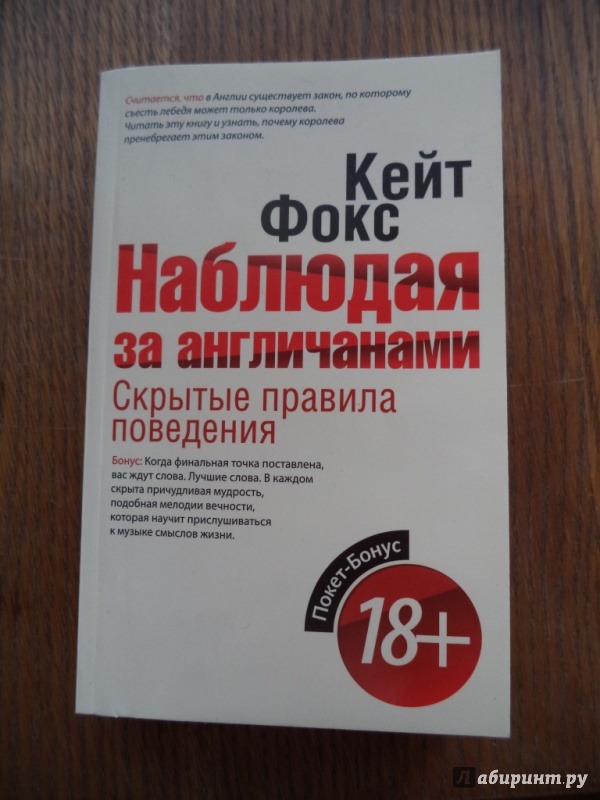 Считается, что в Англии существует закон, по которому
съесть лебедя может только королева.
Читать эту книгу и узнать, почему королева
пренебрегает этим законом.
Кейт
Фокс
Наблюдая
за англичанами
Скрытые правила
поведения
Бонус: Когда финальная точка поставлена,
вас ждут слова. Лучшие слова. В каждом
скрыта причудливая мудрость,
подобная мелодии вечности,
которая научит прислушиваться
к музыке смыслов жизни.
Покет-Бонус
18+
лабиринт.ру